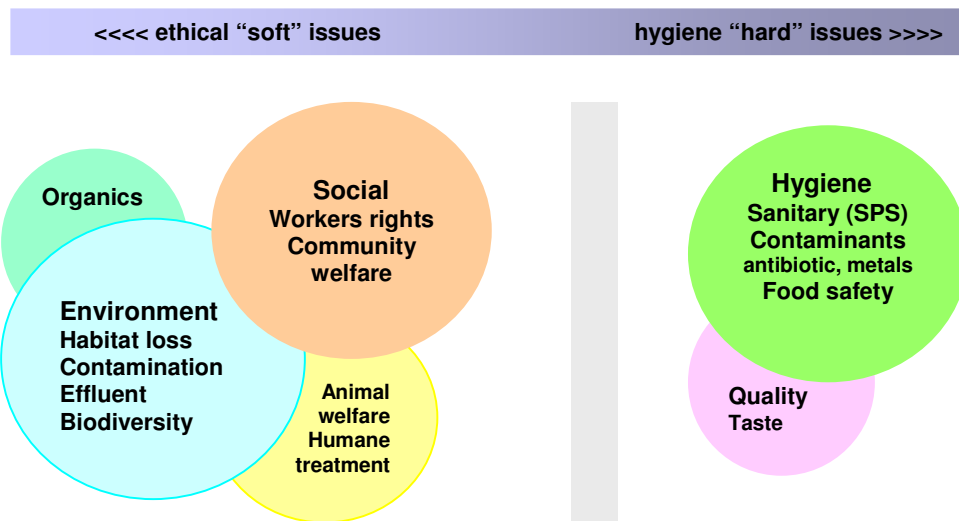 <<<< ethical “soft” issues
hygiene “hard” issues >>>>
Organics
Social
Workers rights
Community
welfare
Environment
Habitat loss
Contamination
Effluent
Biodiversity
Animal
welfare
Humane
treatment
Hygiene
Sanitary (SPS)
Contaminants
antibiotic, metals
Food safety
Quality
Taste